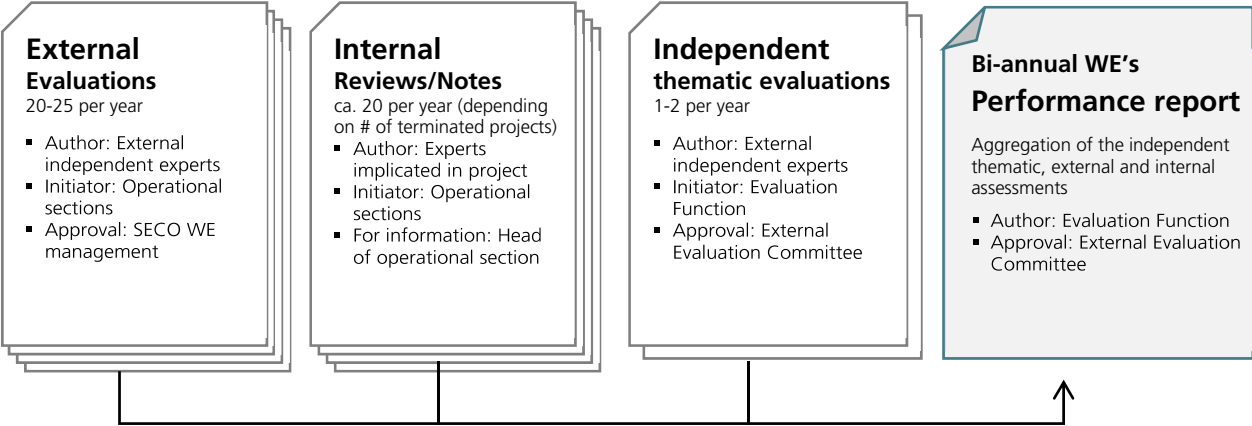 External
Evaluations
20-25 per year
▪ Author: External
independent experts
▪ Initiator: Operational
sections
▪ Approval: SECO WE
management
Internal
Reviews/Notes
ca. 20 per year (depending
on # of terminated projects)
▪ Author: Experts
implicated in project
▪ Initiator: Operational
sections
▪ For information: Head
of operational section
Independent
thematic evaluations
1-2 per year
▪ Author: External
independent experts
▪ Initiator: Evaluation
Function
▪ Approval: External
Evaluation Committee
Bi-annual WE's
Performance report
Aggregation of the independent
thematic, external and internal
assessments
▪ Author: Evaluation Function
▪ Approval: External Evaluation
Committee